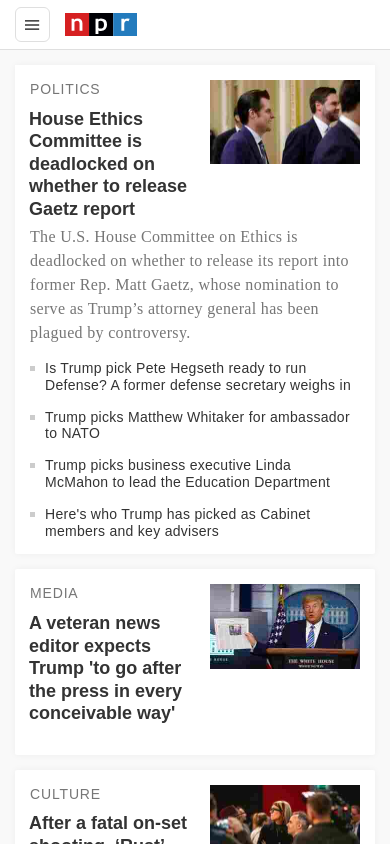 npr
POLITICS
House Ethics
Committee is
deadlocked on
whether to release
Gaetz report
The U.S. House Committee on Ethics is
deadlocked on whether to release its report into
former Rep. Matt Gaetz, whose nomination to
serve as Trump’s attorney general has been
plagued by controversy.
Is Trump pick Pete Hegseth ready to run
Defense? A former defense secretary weighs in
Trump picks Matthew Whitaker for ambassador
to NATO
Trump picks business executive Linda
McMahon to lead the Education Department
Here's who Trump has picked as Cabinet
members and key advisers
MEDIA
A veteran news
editor expects
Trump 'to go after
the press in every
conceivable way'
THE WHITE HOUSE
CULTURE
After a fatal on-set
shooting, ‘Rust’